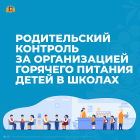 РОДИТЕЛЬСКИЙ
КОНТРОЛЬ
ЗА ОРГАНИЗАЦИЕЙ
ГОРЯЧЕГО ПИТАНИЯ
ДЕТЕЙ В ШКОЛАХ